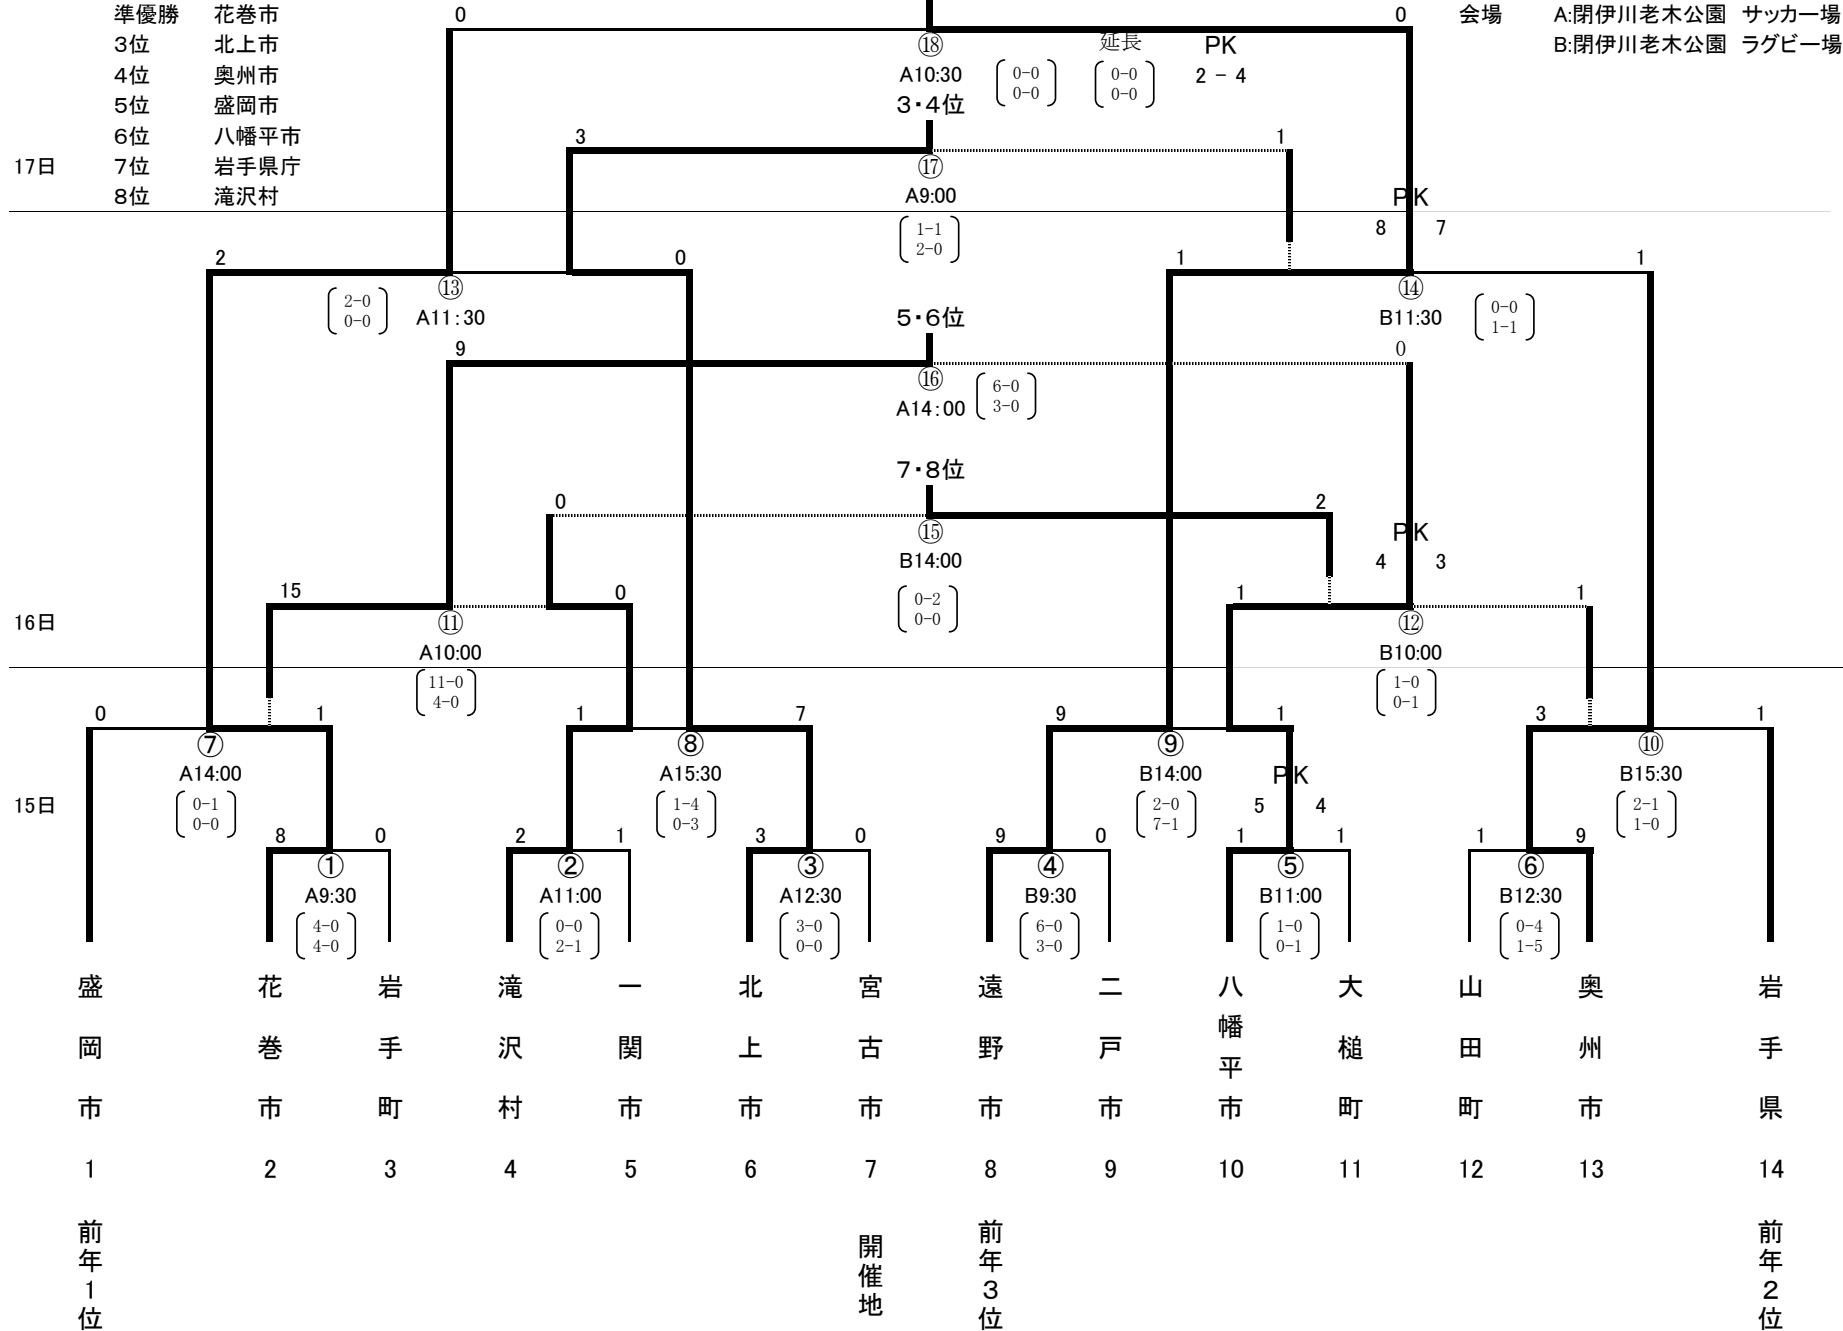 準優勝 花巻市 0 0 会場 A:閉伊川老木公園 サッカー場
3位 北上市 ⑱ 延長 PK B:閉伊川老木公園 ラグビー場
4位 奥州市 A10:30 0-0 0-0 2 - 4
0-0 0-0
5位 盛岡市 3・4位
6位 八幡平市 3 1
17日 7位 岩手県庁 ⑰
8位 滝沢村 A9:00 PK
1-1 8 7
2-0
2 0 1 1
⑬ ⑭
2-0 0-0
0-0 A11:30 5・6位 B11:30 1-1
9 0
⑯ 6-0
A14:00 3-0
7・8位
0 2
⑮ PK
B14:00 4 3
15 0 0-2 1 1
16日 ⑪ 0-0 ⑫
A10:00 B10:00
11-0 1-0
4-0 0-1
0 1 1 7 9 1 3 1
⑦ ⑧ ⑨ ⑩
A14:00 A15:30 B14:00 PK B15:30
15日 0-1 1-4 2-0 5 4 2-1
0-0 0-3 7-1 1-0
8 0 2 1 3 0 9 0 1 1 1 9
① ② ③ ④ ⑤ ⑥
A9:30 A11:00 A12:30 B9:30 B11:00 B12:30
4-0 0-0 3-0 6-0 1-0 0-4
4-0 2-1 0-0 3-0 0-1 1-5
盛岡市
花巻市
岩手町
滝沢村
一関市
北上市
宮古市
遠野市
二戸市
八幡平市
大槌町
山田町
奥州市
岩手県
1 2 3 4 5 6 7 8 9 10 11 12 13 14
前年1位
開催地
前年3位
前年2位